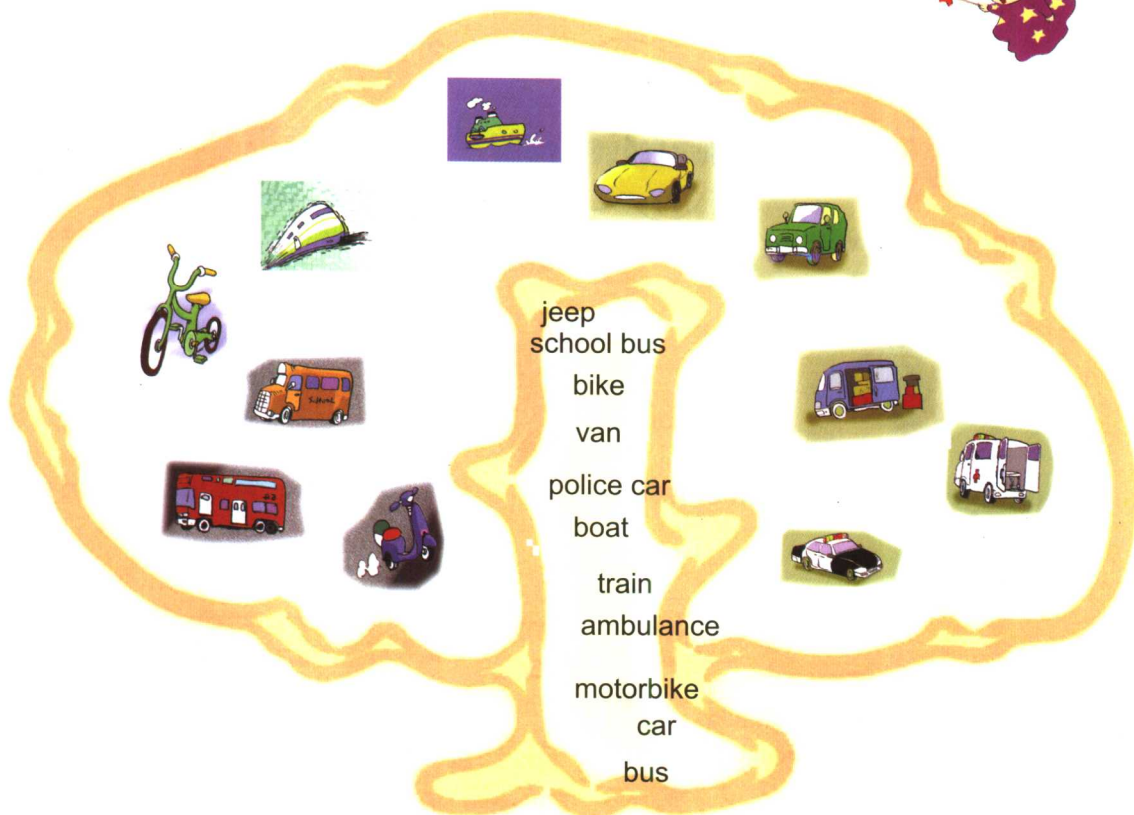 jeep
school bus
bike
van
police car
boat
train
ambulance
motorbike
car
bus